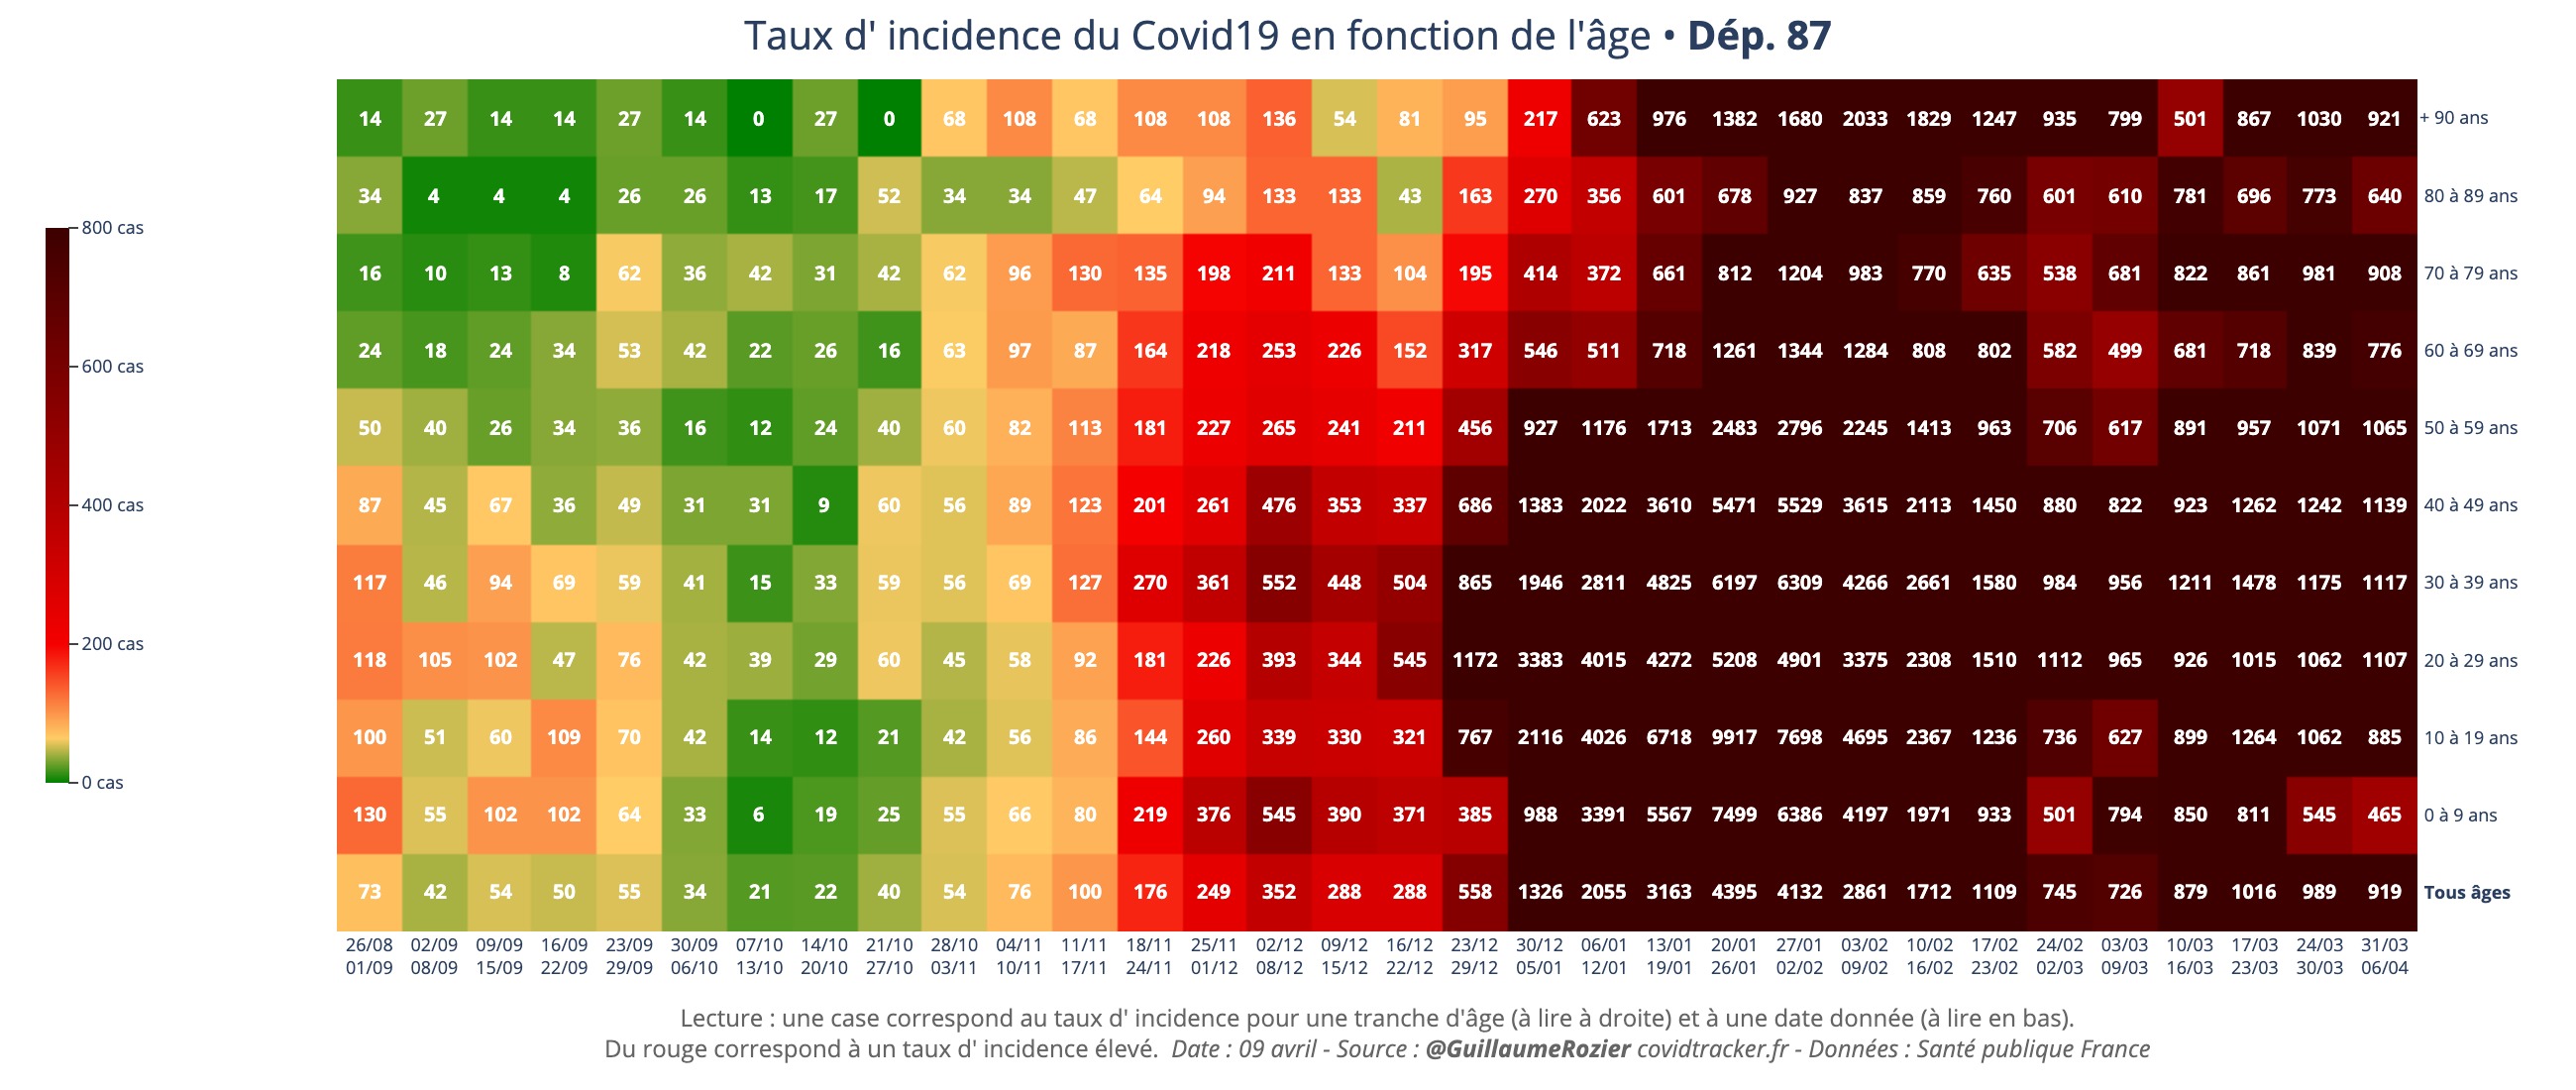 Taux d' incidence du Covid19 en fonction de l'âge • Dép. 87
14 27 14 14 27 14 0 27 0 68 108 68 108 108 136 54 81 95 217 623 976 1382 1680 2033 1829 1247 935 799 501 867 1030 921 + 90 ans
34 4 4 4 26 26 13 17 52 34 34 47 64 94 133 133 43 163 270 356 601 678 927 837 859 760 601 610 781 696 773 640 80 à 89 ans
800 cas
16 10 13 8 62 36 42 31 42 62 96 130 135 198 211 133 104 195 414 372 661 812 1204 983 770 635 538 681 822 861 981 908 70 à 79 ans
24 18 24 34 53 42 22 26 16 63 97 87 164 218 253 226 152 317 546 511 718 1261 1344 1284 808 802 582 499 681 718 839 776 60 à 69 ans
600 cas
50 40 26 34 36 16 12 24 40 60 82 113 181 227 265 241 211 456 927 1176 1713 2483 2796 2245 1413 963 706 617 891 957 1071 1065 50 à 59 ans
400 cas
87 45 67 36 49 31 31 9 60 56 89 123 201 261 476 353 337 686 1383 2022 3610 5471 5529 3615 2113 1450 880 822 923 1262 1242 1139 40 à 49 ans
117 46 94 69 59 41 15 33 59 56 69 127 270 361 552 448 504 865 1946 2811 4825 6197 6309 4266 2661 1580 984 956 1211 1478 1175 1117 30 à 39 ans
200 cas
118 105 102 47 76 42 39 29 60 45 58 92 181 226 393 344 545 1172 3383 4015 4272 5208 4901 3375 2308 1510 1112 965 926 1015 1062 1107 20 à 29 ans
100 51 60 109 70 42 14 12 21 42 56 86 144 260 339 330 321 767 2116 4026 6718 9917 7698 4695 2367 1236 736 627 899 1264 1062 885 10 à 19 ans
0 cas
130 55 102 102 64 33 6 19 25 55 66 80 219 376 545 390 371 385 988 3391 5567 7499 6386 4197 1971 933 501 794 850 811 545 465 0 à 9 ans
73 42 54 50 55 34 21 22 40 54 76 100 176 249 352 288 288 558 1326 2055 3163 4395 4132 2861 1712 1109 745 726 879 1016 989 919 Tous âges
26/08 02/09 09/09 16/09 23/09 30/09 07/10 14/10 21/10 28/10 04/11 11/11 18/11 25/11 02/12 09/12 16/12 23/12 30/12 06/01 13/01 20/01 27/01 03/02 10/02 17/02 24/02 03/03 10/03 17/03 24/03 31/03
01/09 08/09 15/09 22/09 29/09 06/10 13/10 20/10 27/10 03/11 10/11 17/11 24/11 01/12 08/12 15/12 22/12 29/12 05/01 12/01 19/01 26/01 02/02 09/02 16/02 23/02 02/03 09/03 16/03 23/03 30/03 06/04
Lecture : une case correspond au taux d' incidence pour une tranche d'âge (à lire à droite) et à une date donnée (à lire en bas).
Du rouge correspond à un taux d' incidence élevé. Date : 09 avril - Source : @GuillaumeRozier covidtracker.fr - Données : Santé publique France